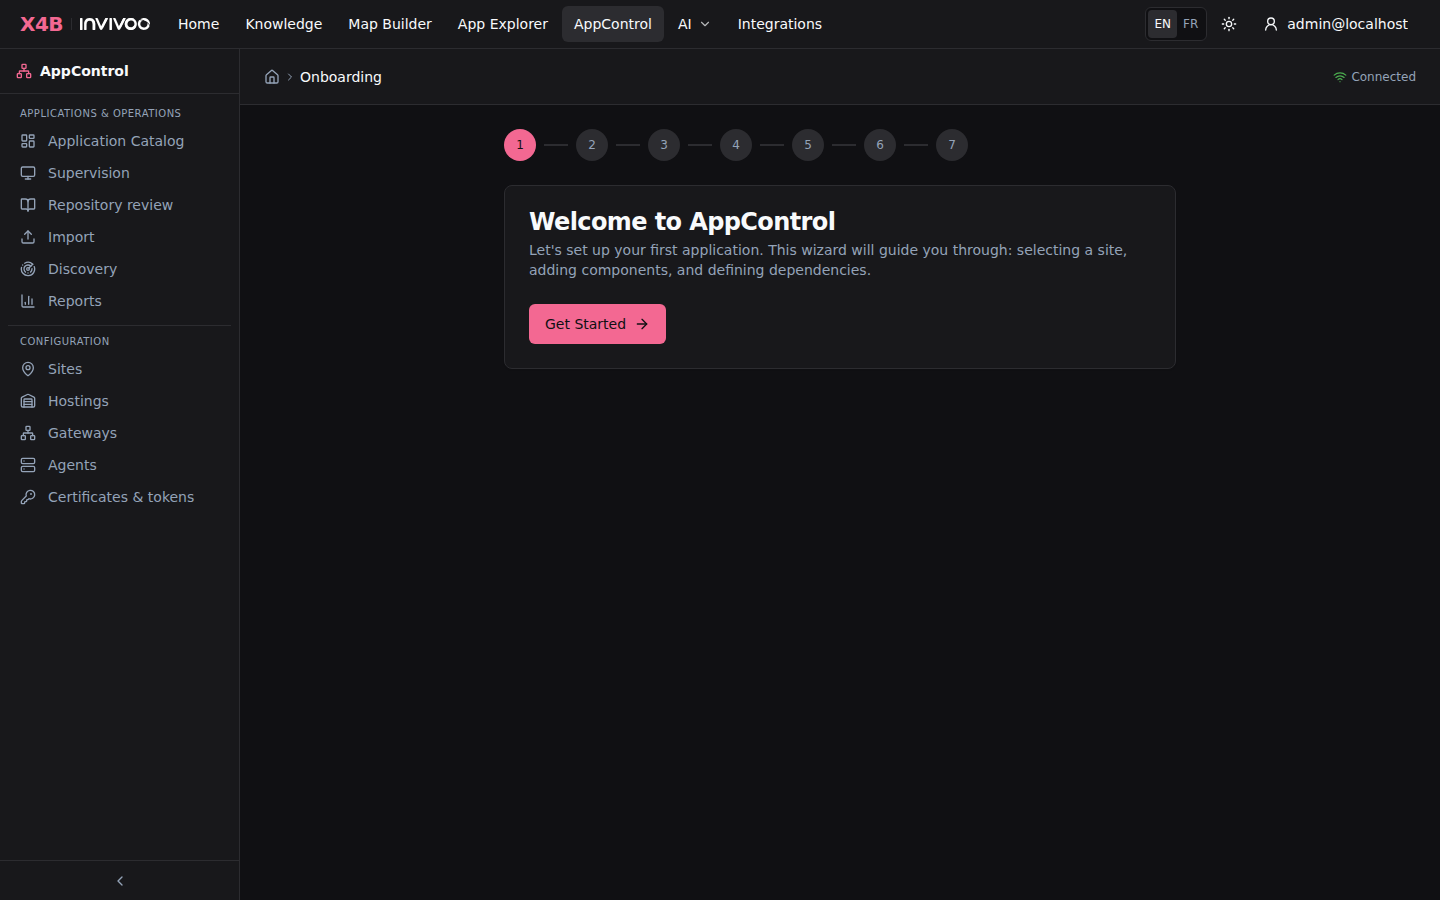 X4B INVIVOO Home Knowledge Map Builder App Explorer AppControl AI Integrations EN FR admin@localhost
AppControl
Onboarding
Connected
APPLICATIONS & OPERATIONS
Application Catalog
Supervision
Repository review
Import
Discovery
Reports
CONFIGURATION
Sites
Hostings
Gateways
Agents
Certificates & tokens
1 2 3 4 5 6 7
Welcome to AppControl
Let's set up your first application. This wizard will guide you through: selecting a site,
adding components, and defining dependencies.
Get Started